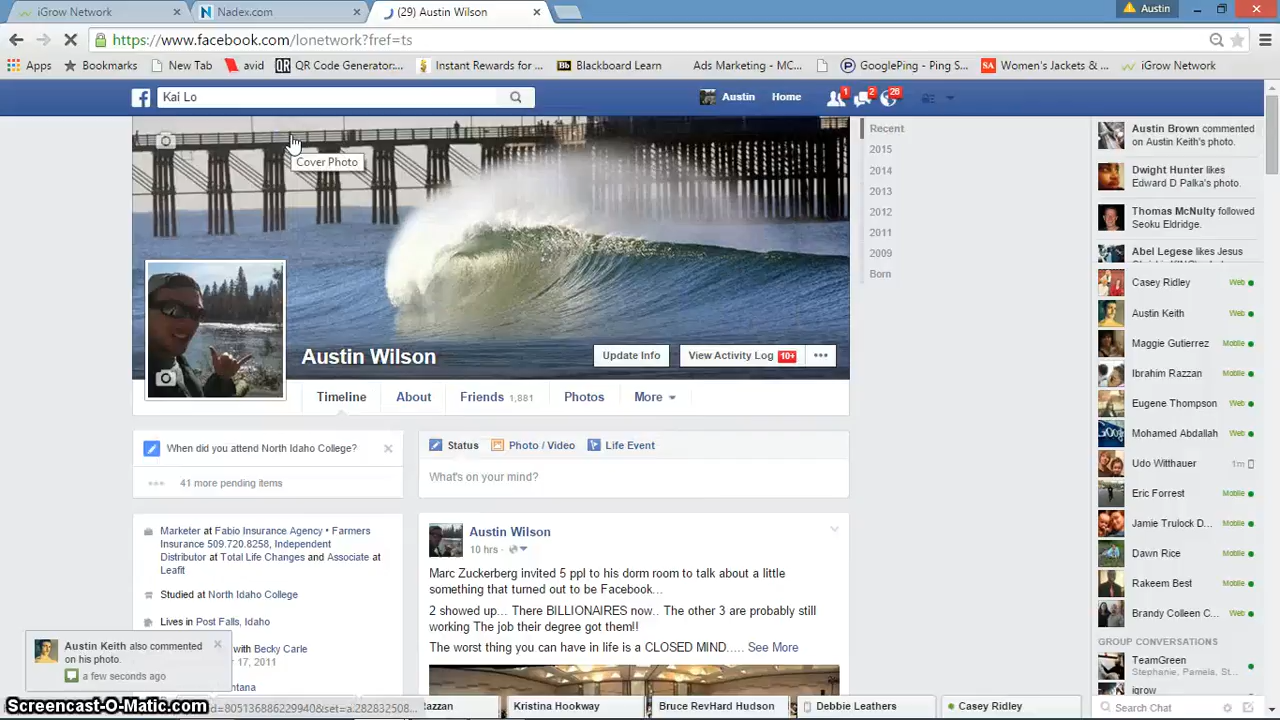 iGrow Network
Nadex.com
(29) Austin Wilson
Austin
https://www.facebook.com/lonetwork?fref=ts
Apps
Bookmarks
New Tab
avid
QR Code Generator:...
Instant Rewards for ...
Blackboard Learn
Ads Marketing - MC...
GooglePing - Ping S...
Women's Jackets & ...
iGrow Network
Kai Lo
Austin
Home
1
2
26
Cover Photo
Recent
2015
2014
2013
2012
2011
2009
Born
Austin Wilson
Update Info
View Activity Log 10+
Timeline
About
Friends 1,881
Photos
More
When did you attend North Idaho College?
41 more pending items
Status
Photo / Video
Life Event
What's on your mind?
Marketer at Fabio Insurance Agency • Farmers
Insurance 509.720.8258, Independent
Distributor at Total Life Changes and Associate at
Leafit
Studied at North Idaho College
Lives in Post Falls, Idaho
with Becky Carle
17, 2011
Austin Keith also commented
on his photo.
a few seconds ago
Austin Wilson
10 hrs ·
Marc Zuckerberg invited 5 ppl to his dorm room to talk about a little
something that turned out to be Facebook...
2 showed up... There BILLIONAIRES now.. The other 3 are probably still
working The job their degree got them!!
The worst thing you can have in life is a CLOSED MIND..... See More
Austin Brown commented
on Austin Keith's photo.
Dwight Hunter likes
Edward D Palka's photo.
Thomas McNulty followed
Seoku Eldridge.
Abel Legese likes Jesus
Casey Ridley Web
Austin Keith Web
Maggie Gutierrez Mobile
Ibrahim Razzan Mobile
Eugene Thompson Web
Mohamed Abdallah Web
Udo Witthauer 1m
Eric Forrest Mobile
Jamie Trulock D... Mobile
Dawn Rice Mobile
Rakeem Best Mobile
Brandy Colleen C... Web
GROUP CONVERSATIONS
TeamGreen
Stephanie, Pamela, St...
igrow
Search Chat
Kristina Hookway
Bruce RevHard Hudson
Debbie Leathers
Casey Ridley
Screencast-O-Matic.com